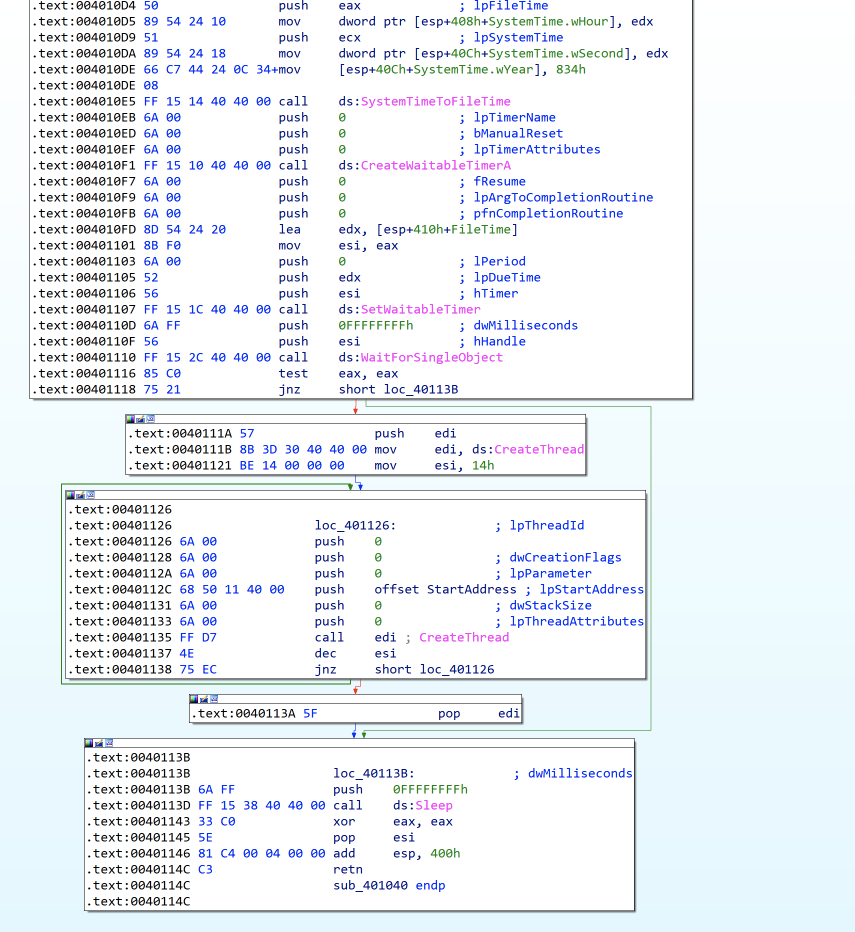 .text:004010D4 50 push eax ; lpFileTime
.text:004010D5 89 54 24 10 mov dword ptr [esp+408h+SystemTime.wHour], edx
.text:004010D9 51 push ecx ; lpSystemTime
.text:004010DA 89 54 24 18 mov dword ptr [esp+40Ch+SystemTime.wSecond], edx
.text:004010DE 66 C7 44 24 0C 34+mov [esp+40Ch+SystemTime.wYear], 834h
.text:004010DE 08
.text:004010E5 FF 15 14 40 40 00 call ds:SystemTimeToFileTime
.text:004010EB 6A 00 push 0 ; lpTimerName
.text:004010ED 6A 00 push 0 ; bManualReset
.text:004010EF 6A 00 push 0 ; lpTimerAttributes
.text:004010F1 FF 15 10 40 40 00 call ds:CreateWaitableTimerA
.text:004010F7 6A 00 push 0 ; fResume
.text:004010F9 6A 00 push 0 ; lpArgToCompletionRoutine
.text:004010FB 6A 00 push 0 ; pfnCompletionRoutine
.text:004010FD 8D 54 24 20 lea edx, [esp+410h+FileTime]
.text:00401101 8B F0 mov esi, eax
.text:00401103 6A 00 push 0 ; lPeriod
.text:00401105 52 push edx ; lpDueTime
.text:00401106 56 push esi ; hTimer
.text:00401107 FF 15 1C 40 40 00 call ds:SetWaitableTimer
.text:0040110D 6A FF push 0FFFFFFFFh ; dwMilliseconds
.text:0040110F 56 push esi ; hHandle
.text:00401110 FF 15 2C 40 40 00 call ds:WaitForSingleObject
.text:00401116 85 C0 test eax, eax
.text:00401118 75 21 jnz short loc_40113B
.text:0040111A 57 push edi
.text:0040111B 8B 3D 30 40 40 00 mov edi, ds:CreateThread
.text:00401121 BE 14 00 00 00 mov esi, 14h
.text:00401126
.text:00401126 loc_401126: ; lpThreadId
.text:00401126 6A 00 push 0
.text:00401128 6A 00 push 0 ; dwCreationFlags
.text:0040112A 6A 00 push 0 ; lpParameter
.text:0040112C 68 50 11 40 00 push offset StartAddress ; lpStartAddress
.text:00401131 6A 00 push 0 ; dwStackSize
.text:00401133 6A 00 push 0 ; lpThreadAttributes
.text:00401135 FF D7 call edi ; CreateThread
.text:00401137 4E dec esi
.text:00401138 75 EC jnz short loc_401126
.text:0040113A 5F pop edi
.text:0040113B
.text:0040113B loc_40113B: ; dwMilliseconds
.text:0040113B 6A FF push 0FFFFFFFFh
.text:0040113D FF 15 38 40 40 00 call ds:Sleep
.text:00401143 33 C0 xor eax, eax
.text:00401145 5E pop esi
.text:00401146 81 C4 00 04 00 00 add esp, 400h
.text:0040114C C3 retn
.text:0040114C sub_401040 endp
.text:0040114C